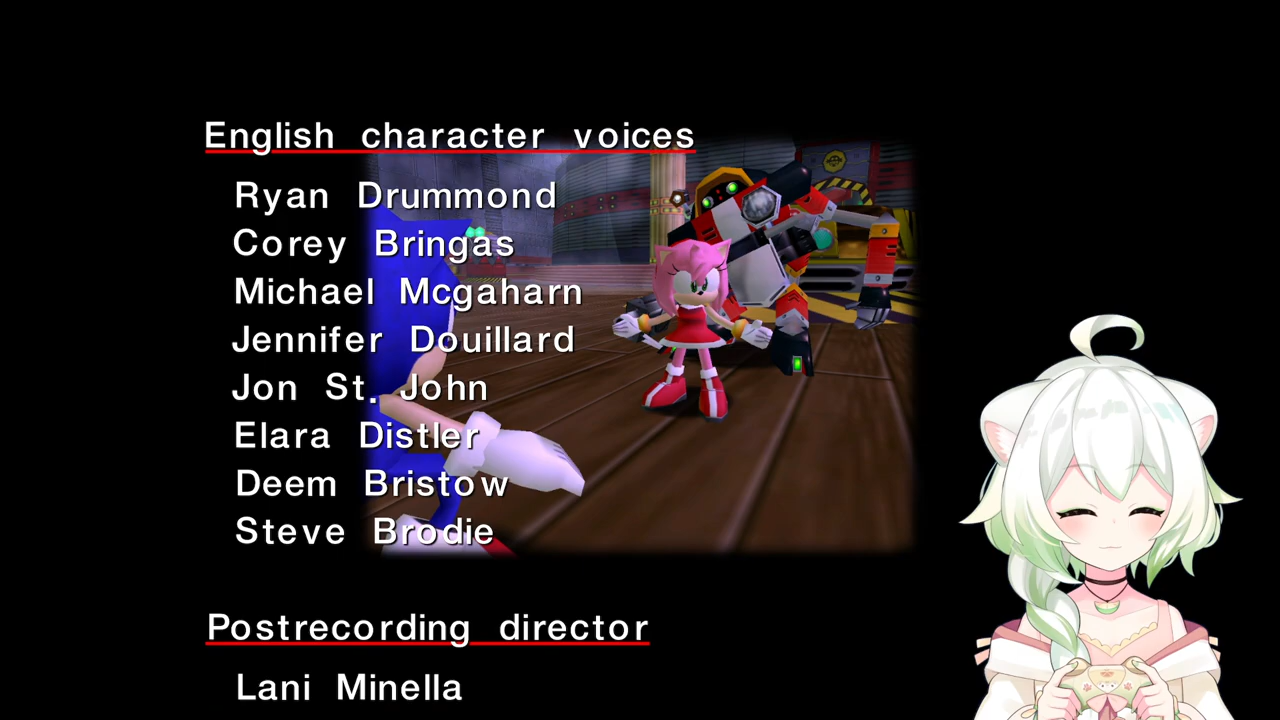 English character voices
Ryan Drummond
Corey Bringas
Michael Mcgaharn
Jennifer Douillard
Jon St. John
Elara Distler
Deem Bristow
Steve Brodie
Postrecording director
Lani Minella